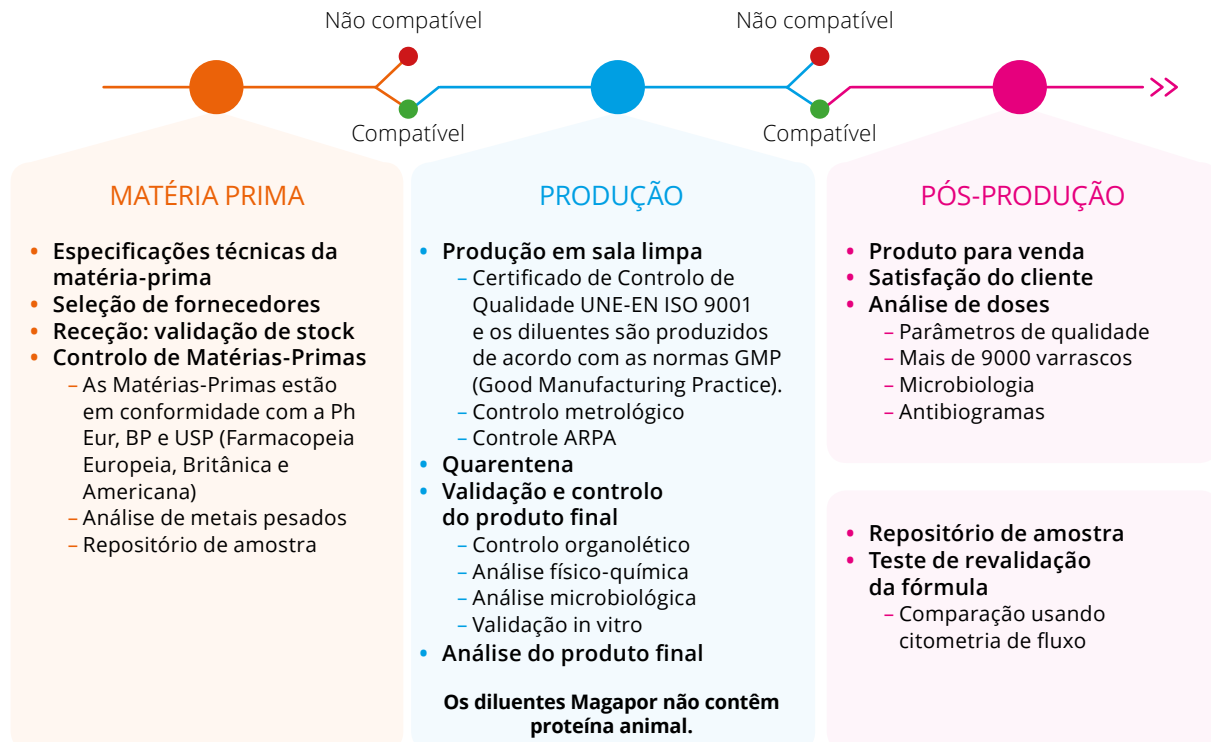 Não compatível
Compatível
Não compatível
Compatível
MATÉRIA PRIMA
• Especificações técnicas da
matéria-prima
• Seleção de fornecedores
• Receção: validação de stock
• Controlo de Matérias-Primas
– As Matérias-Primas estão
em conformidade com a Ph
Eur, BP e USP (Farmacopeia
Europeia, Britânica e
Americana)
– Análise de metais pesados
– Repositório de amostra
PRODUÇÃO
• Produção em sala limpa
– Certificado de Controlo de
Qualidade UNE-EN ISO 9001
e os diluentes são produzidos
de acordo com as normas GMP
(Good Manufacturing Practice).
– Controlo metrológico
– Controle ARPA
• Quarentena
• Validação e controlo
do produto final
– Controlo organolético
– Análise físico-química
– Análise microbiológica
– Validação in vitro
• Análise do produto final
Os diluentes Magapor não contêm
proteína animal.
PÓS-PRODUÇÃO
• Produto para venda
• Satisfação do cliente
• Análise de doses
– Parâmetros de qualidade
– Mais de 9000 varrascos
– Microbiologia
– Antibiogramas
• Repositório de amostra
• Teste de revalidação
da fórmula
– Comparação usando
citometria de fluxo